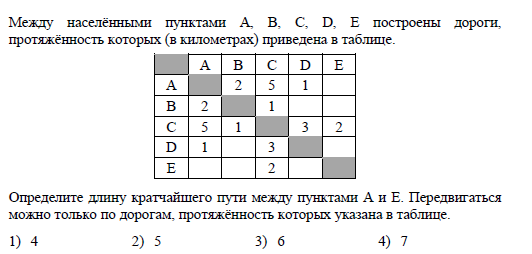 Между населёнными пунктами A, B, C, D, E построены дороги,
протяжённость которых (в километрах) приведена в таблице.
A B C D E
A 2 5 1
B 2 1
C 5 1 3 2
D 1 3
E 2
Определите длину кратчайшего пути между пунктами A и E. Передвигаться
можно только по дорогам, протяжённость которых указана в таблице.
1) 4 2) 5 3) 6 4) 7